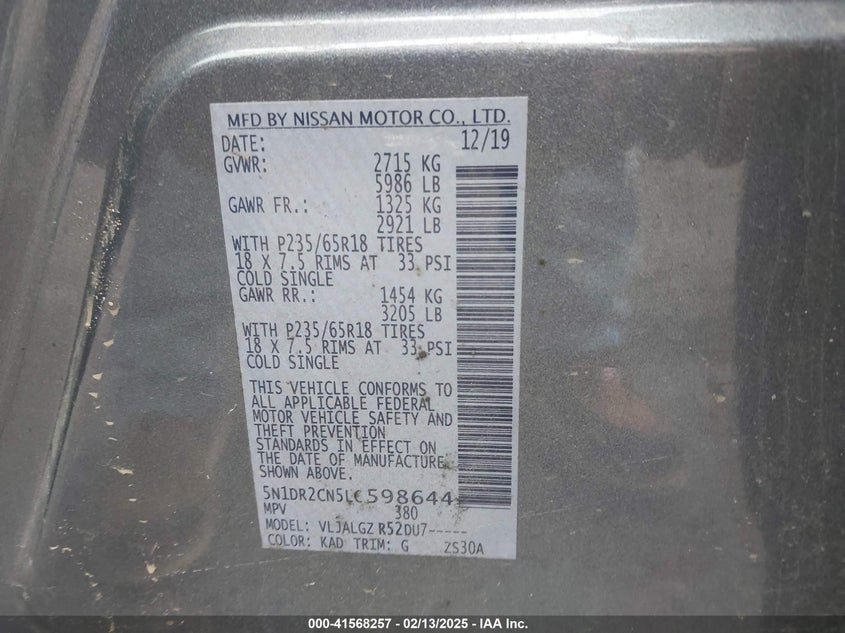 MFD BY NISSAN MOTOR CO., LTD.
DATE: 12/19
GVWR: 2715 KG
5986 LB
GAWR FR.: 1325 KG
2921 LB
WITH P235/65R18 TIRES
18 X 7.5 RIMS AT 33 PSI
COLD SINGLE
GAWR RR.: 1454 KG
3205 LB
WITH P235/65R18 TIRES
18 X 7.5 RIMS AT 33 PSI
COLD SINGLE
THIS VEHICLE CONFORMS TO
ALL APPLICABLE FEDERAL
MOTOR VEHICLE SAFETY AND
THEFT PREVENTION
STANDARDS IN EFFECT ON
THE DATE OF MANUFACTURE
SHOWN ABOVE.
5N1DR2CN5LC598644
MPV 380
MODEL: VLJALGZ R52DU7-----
COLOR: KAD TRIM: G ZS30A
000-41568257 - 02/13/2025 - IAA Inc.